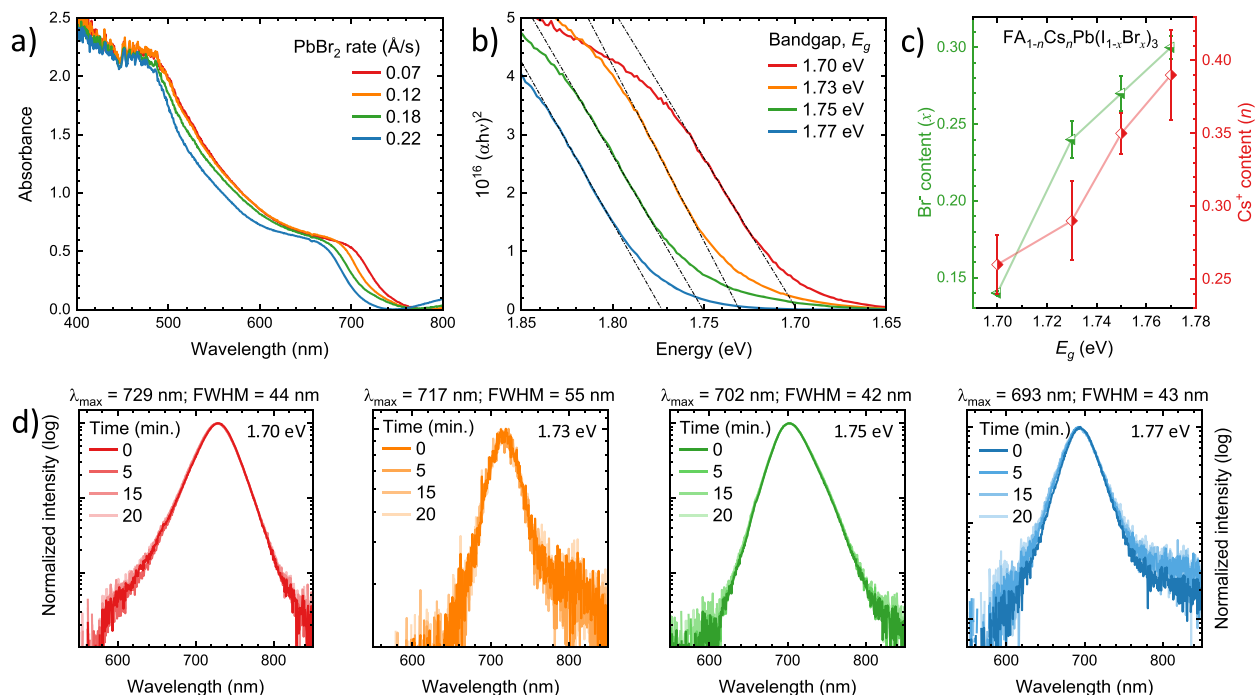 a)
PbBr2 rate (Å/s)
0.07
0.12
0.18
0.22
Absorbance
2.5
2.0
1.5
1.0
0.5
0.0
400 500 600 700 800
Wavelength (nm)
b)
Bandgap, Eg
1.70 eV
1.73 eV
1.75 eV
1.77 eV
10^16 (αhν)^2
5
4
3
2
1
0
1.85 1.80 1.75 1.70 1.65
Energy (eV)
c)
FA1-nCsnPb(I1-xBrx)3
Br- content (x)
0.30
0.27
0.24
0.21
0.18
0.15
Cs+ content (n)
0.40
0.35
0.30
0.25
1.70 1.72 1.74 1.76 1.78
Eg (eV)
d)
λmax = 729 nm; FWHM = 44 nm
Time (min.)
1.70 eV
0
5
15
20
Normalized intensity (log)
600 700 800
Wavelength (nm)
λmax = 717 nm; FWHM = 55 nm
Time (min.)
1.73 eV
0
5
15
20
600 700 800
Wavelength (nm)
λmax = 702 nm; FWHM = 42 nm
Time (min.)
1.75 eV
0
5
15
20
600 700 800
Wavelength (nm)
λmax = 693 nm; FWHM = 43 nm
Time (min.)
1.77 eV
0
5
15
20
Normalized intensity (log)
600 700 800
Wavelength (nm)